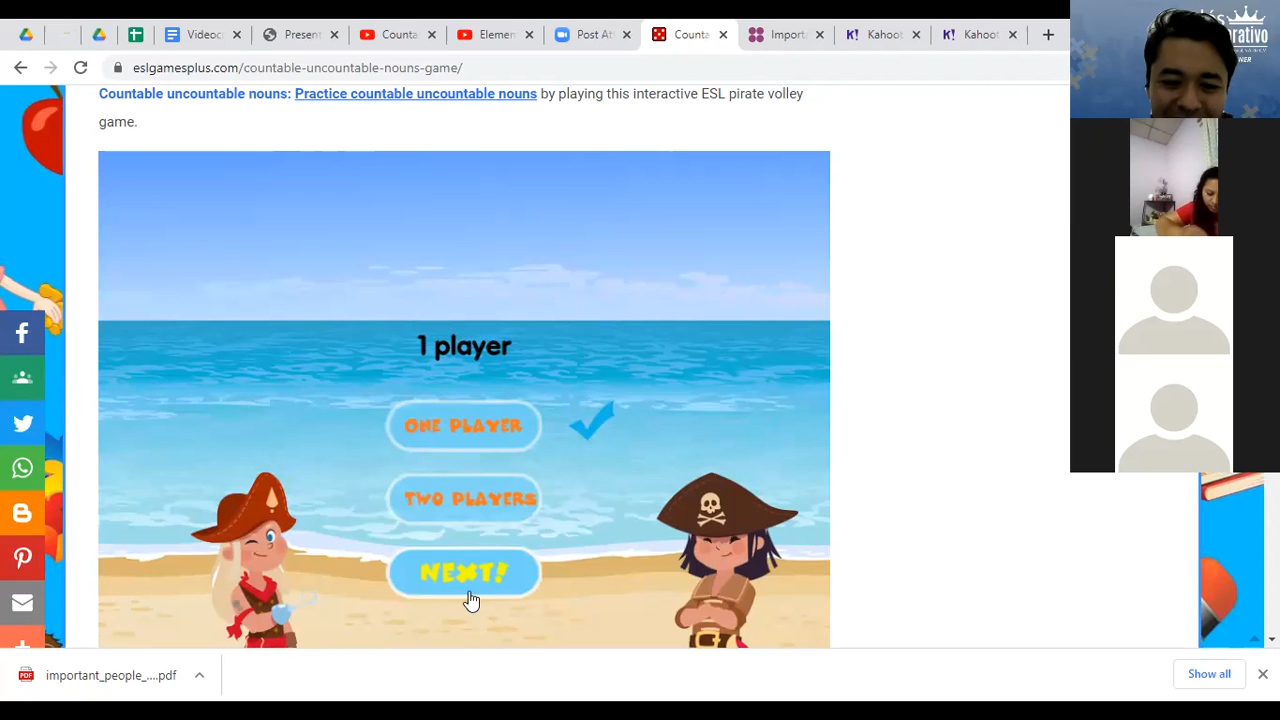 Videoc
Present
Counta
Elemen
Post At
Counta
Import
Kahoot
Kahoot
eslgamesplus.com/countable-uncountable-nouns-game/
Countable uncountable nouns: Practice countable uncountable nouns by playing this interactive ESL pirate volley
game.
1 player
ONE PLAYER
TWO PLAYERS
NEXT!
important_people_....pdf
Show all